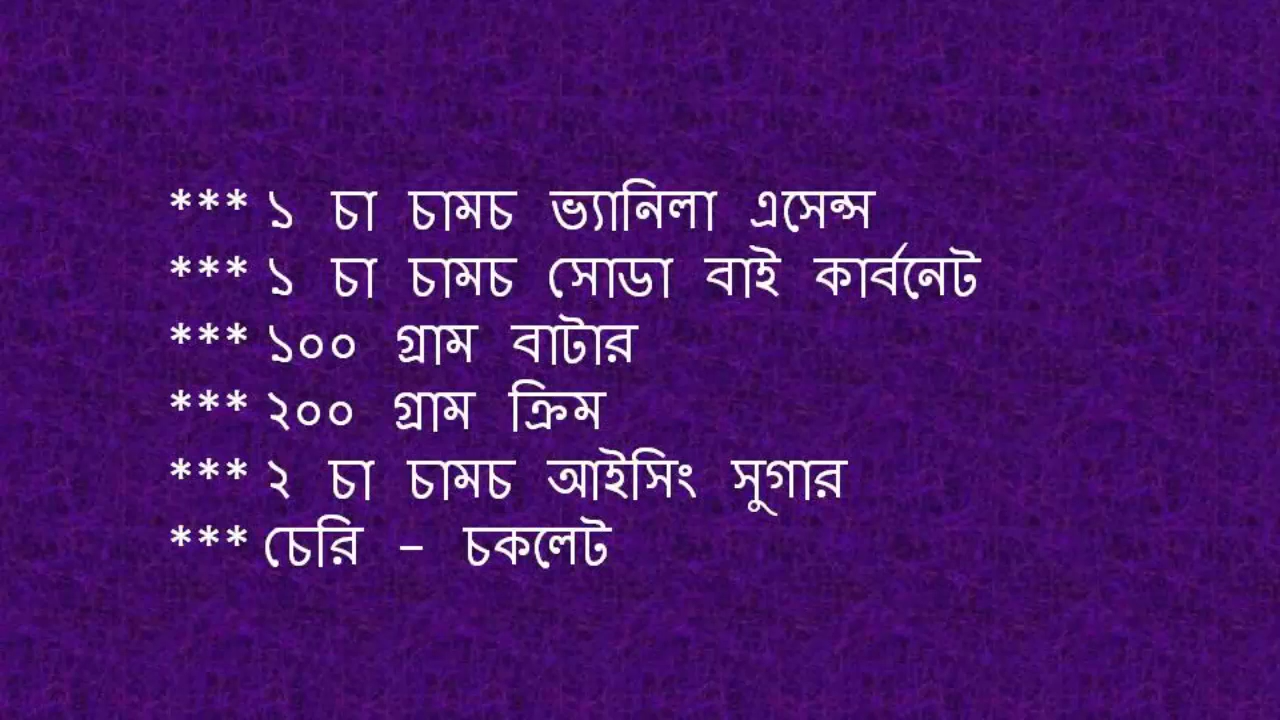 *** ১ চা চামচ ভ্যানিলা এসেন্স
*** ১ চা চামচ সোডা বাই কার্বনেট
*** ১০০ গ্রাম বাটার
*** ২০০ গ্রাম ক্রিম
*** ২ চা চামচ আইসিং সুগার
*** চেরি – চকলেট